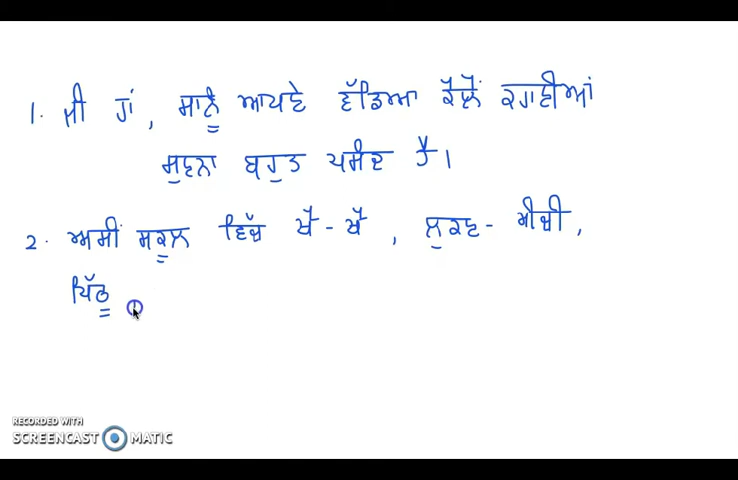 1. ਜੀ ਹਾਂ, ਸਾਨੂੰ ਆਪਣੇ ਵੱਡਿਆ ਕੋਲੋਂ ਕਹਾਣੀਆਂ
ਸੁਣਨਾ ਬਹੁਤ ਪਸੰਦ ਹੈ।
2. ਅਸੀਂ ਸਕੂਲ ਵਿੱਚ ਖੋ-ਖੋ, ਲੁਕਣ-ਮੀਚੀ,
ਪਿੱਠੂ
RECORDED WITH
SCREENCAST MATIC